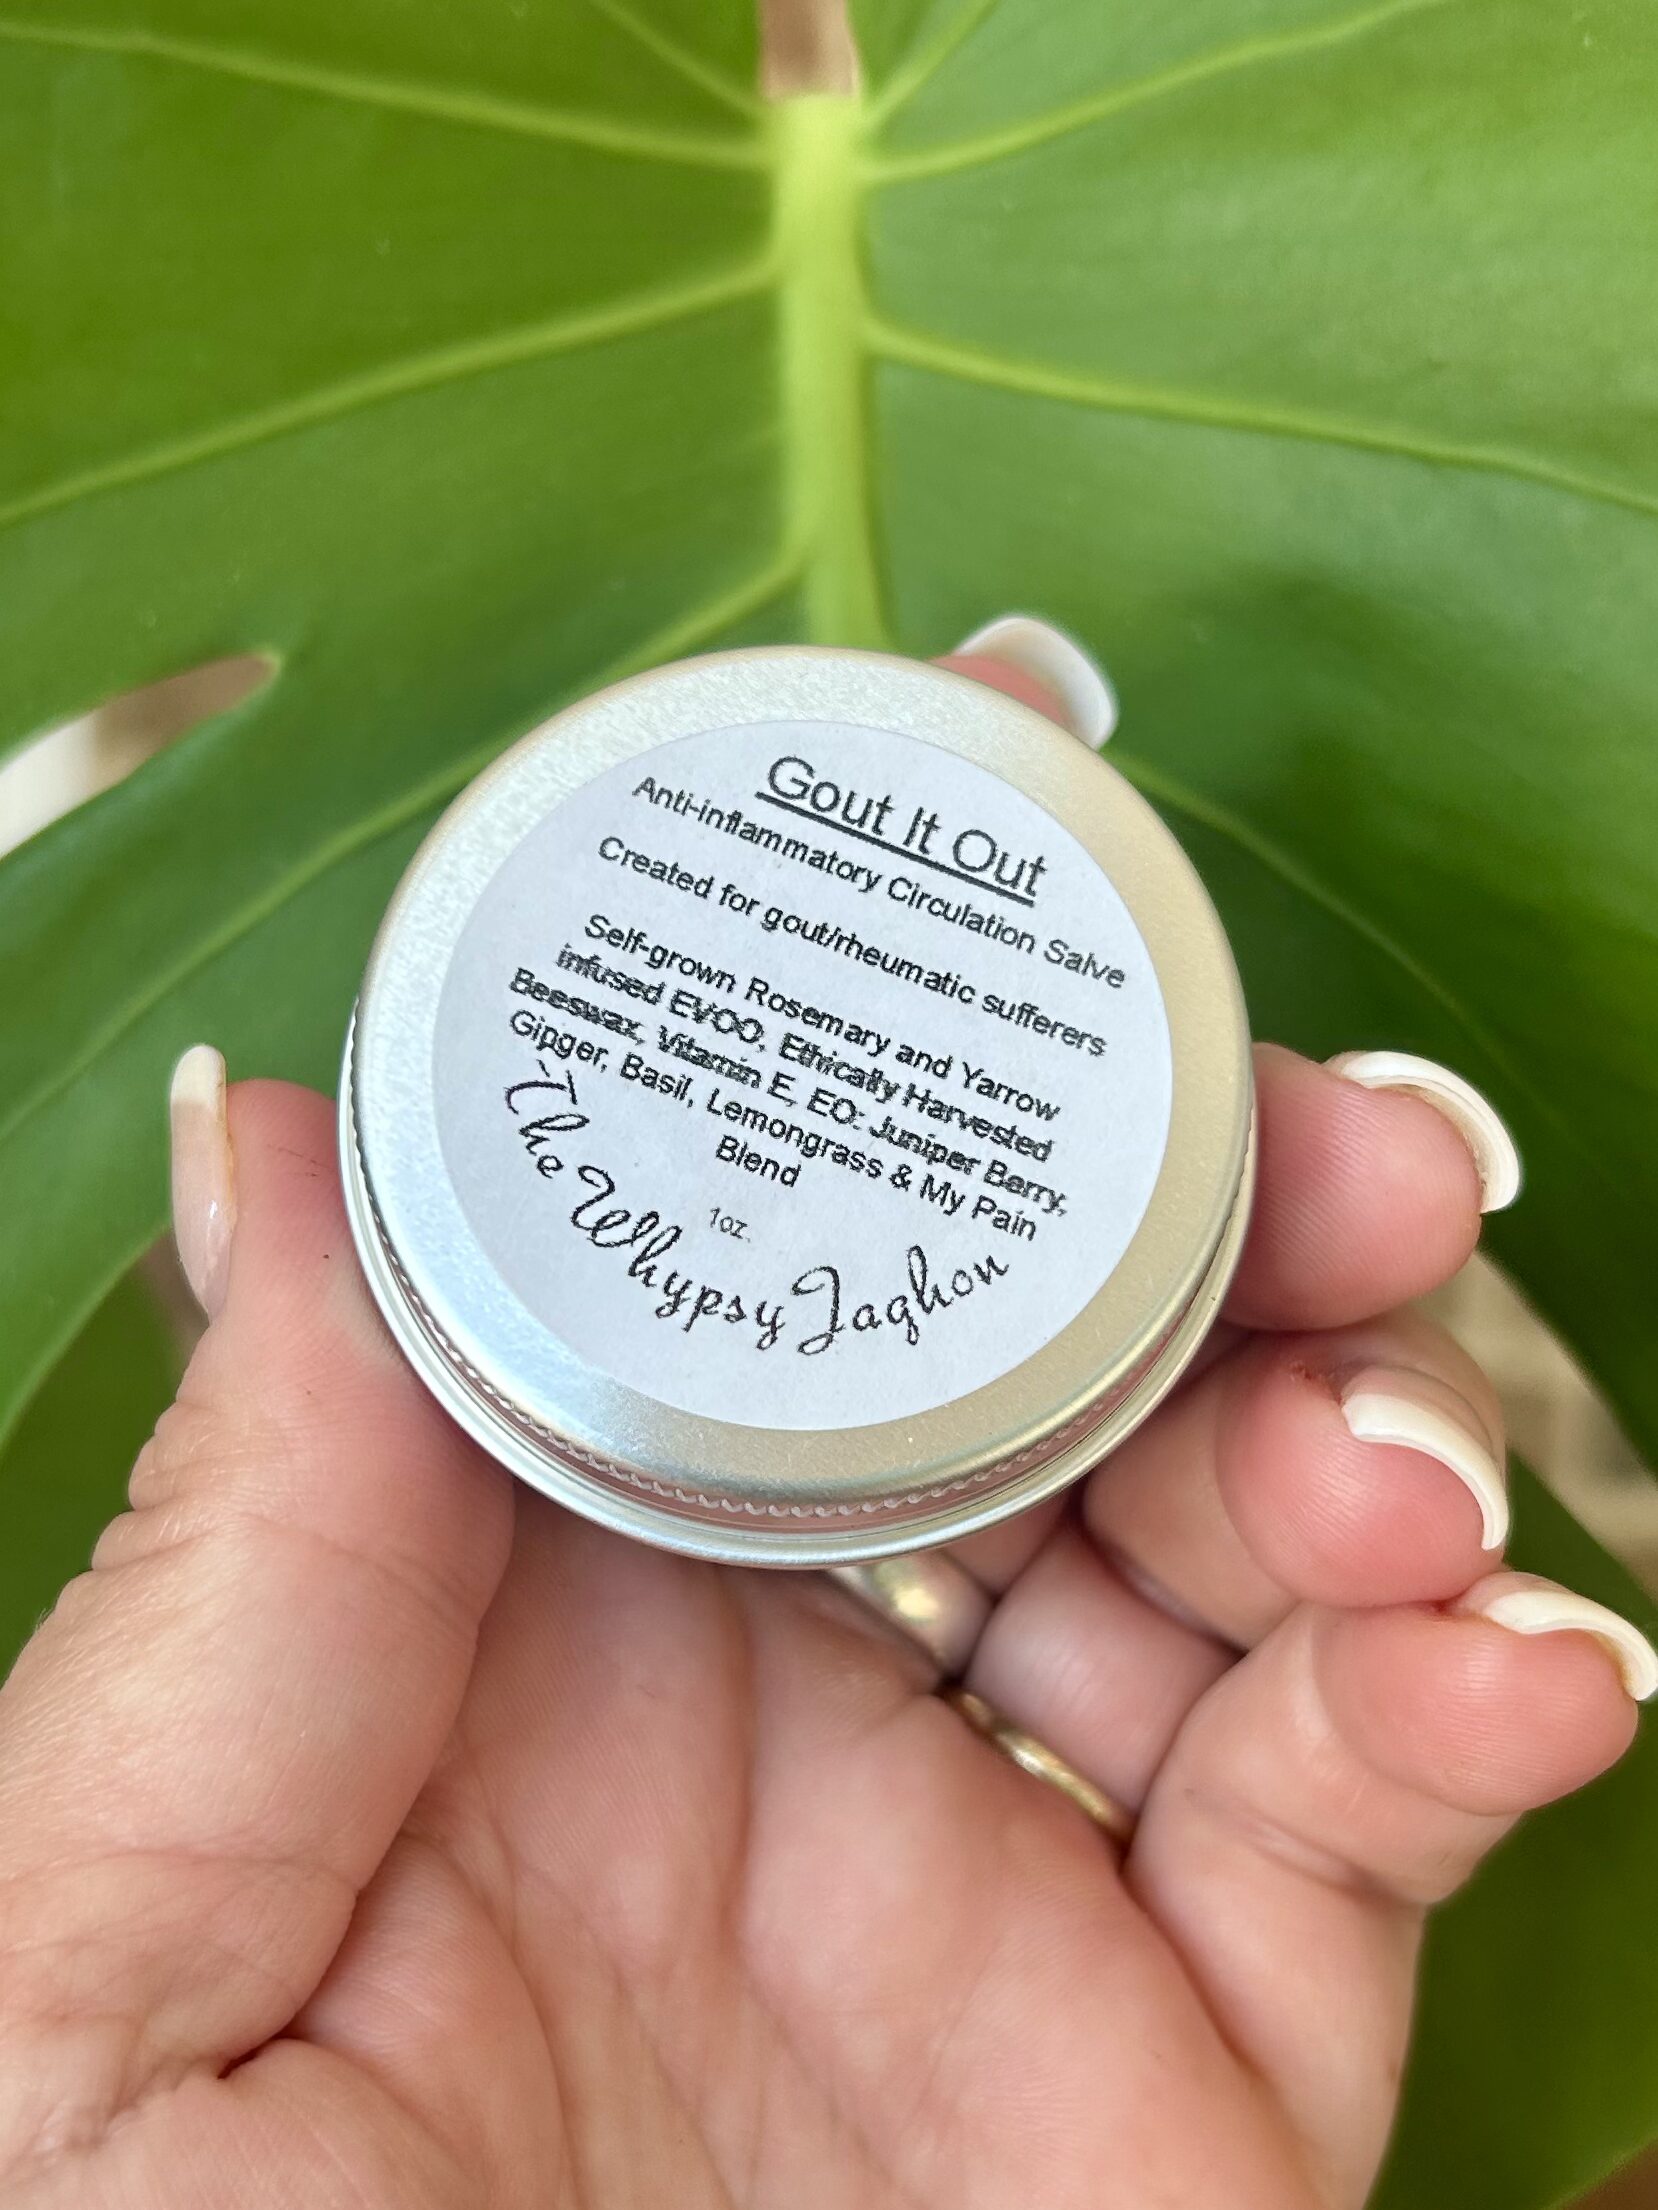 Gout It Out
Anti-inflammatory Circulation Salve
Created for gout/rheumatic sufferers
Self-grown Rosemary and Yarrow
infused EVOO, Ethically Harvested
Beeswax, Vitamin E, EO: Juniper Berry,
Ginger, Basil, Lemongrass & My Pain
Blend
1oz.
The Whypsy Jaghon